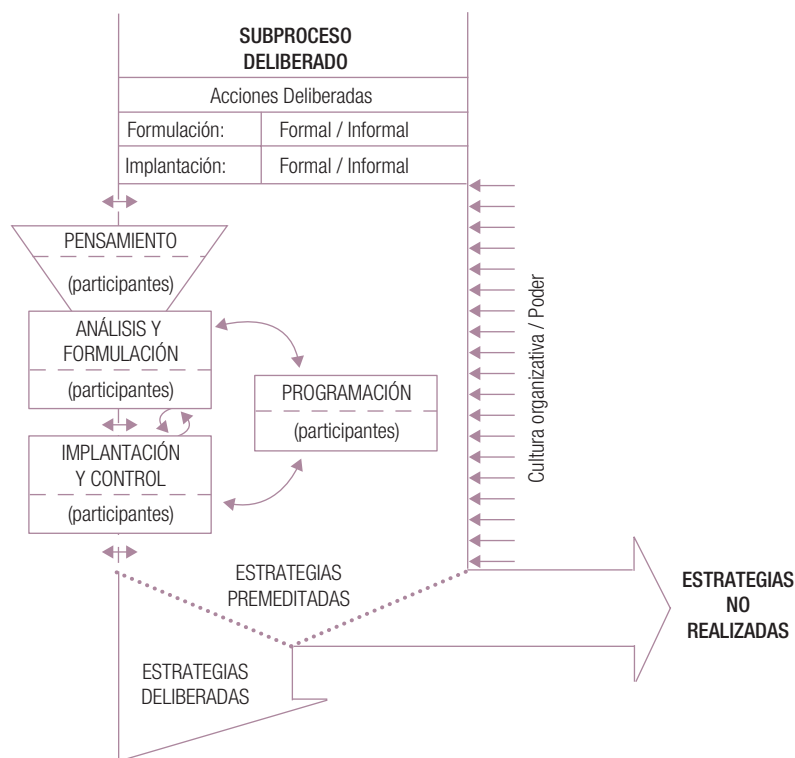 SUBPROCESO
DELIBERADO
Acciones Deliberadas
Formulación: Formal / Informal
Implantación: Formal / Informal
PENSAMIENTO
(participantes)
ANÁLISIS Y
FORMULACIÓN
(participantes)
PROGRAMACIÓN
(participantes)
IMPLANTACIÓN
Y CONTROL
(participantes)
Cultura organizativa / Poder
ESTRATEGIAS
PREMEDITADAS
ESTRATEGIAS
NO
REALIZADAS
ESTRATEGIAS
DELIBERADAS